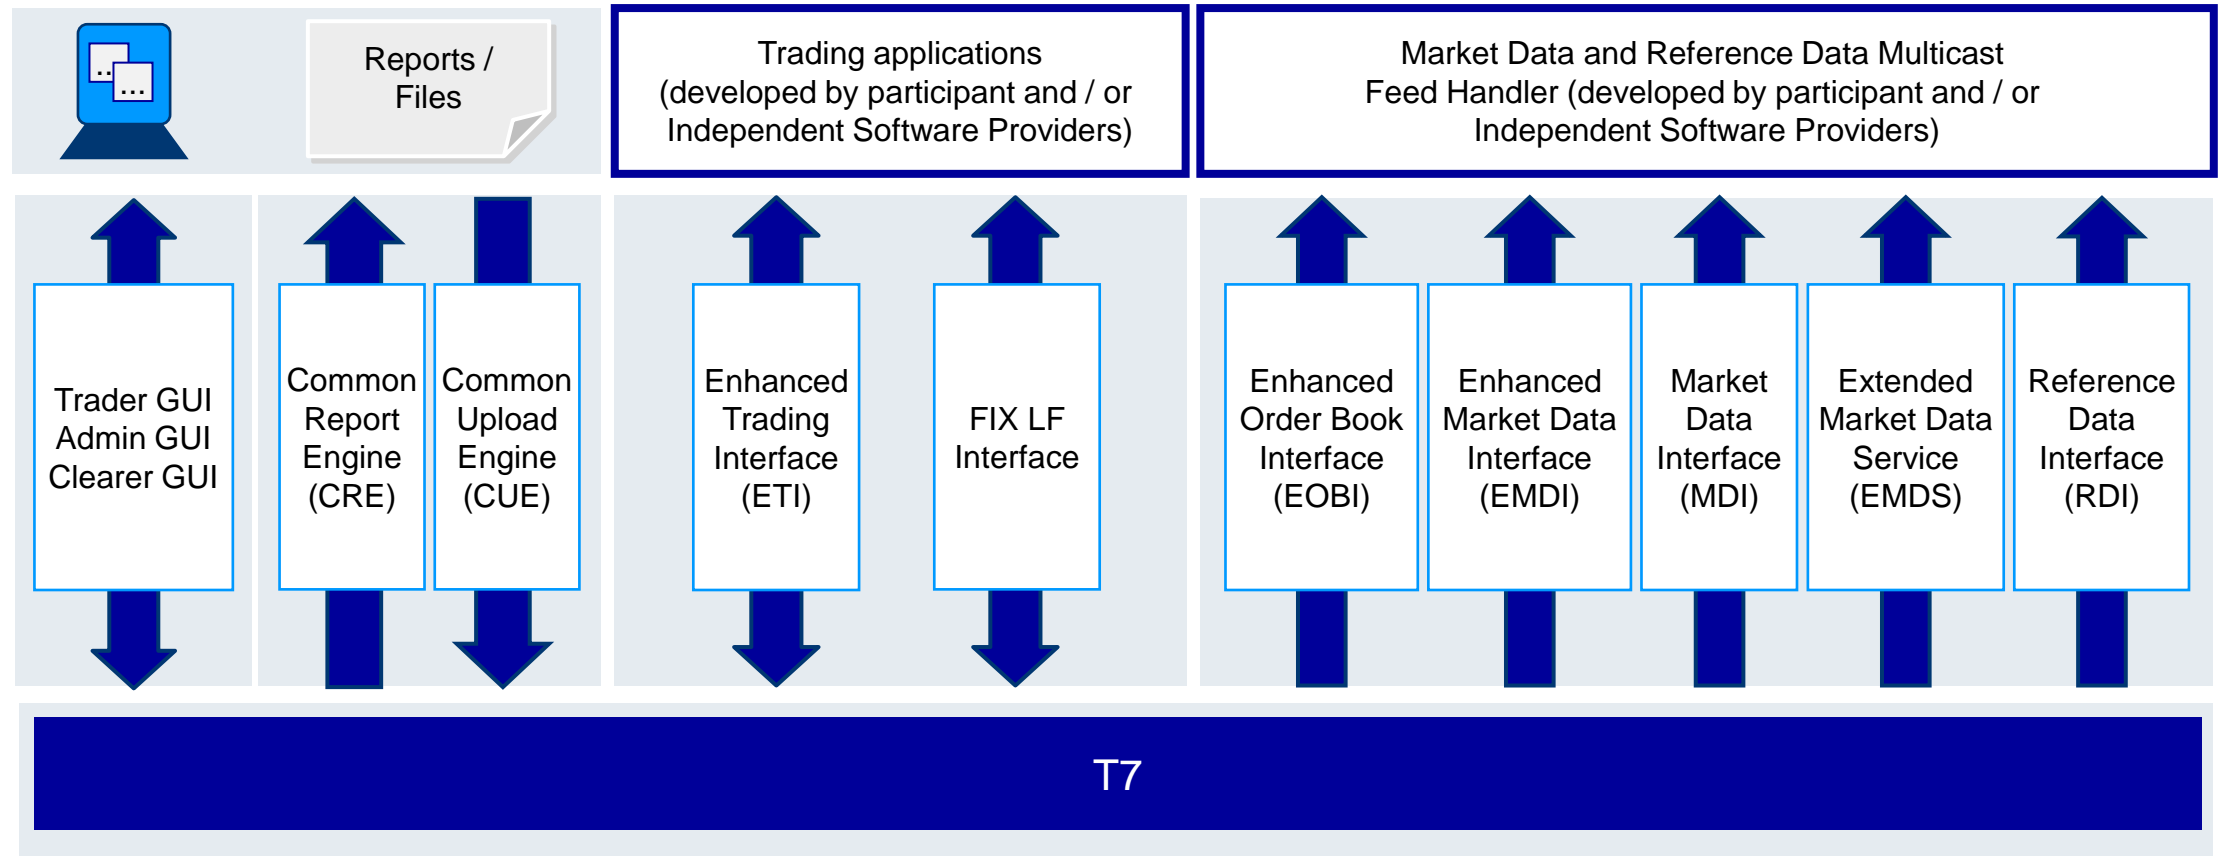 ...
...
Reports /
Files
Trading applications
(developed by participant and / or
Independent Software Providers)
Market Data and Reference Data Multicast
Feed Handler (developed by participant and / or
Independent Software Providers)
Trader GUI
Admin GUI
Clearer GUI
Common
Report
Engine
(CRE)
Common
Upload
Engine
(CUE)
Enhanced
Trading
Interface
(ETI)
FIX LF
Interface
Enhanced
Order Book
Interface
(EOBI)
Enhanced
Market Data
Interface
(EMDI)
Market
Data
Interface
(MDI)
Extended
Market Data
Service
(EMDS)
Reference
Data
Interface
(RDI)
T7